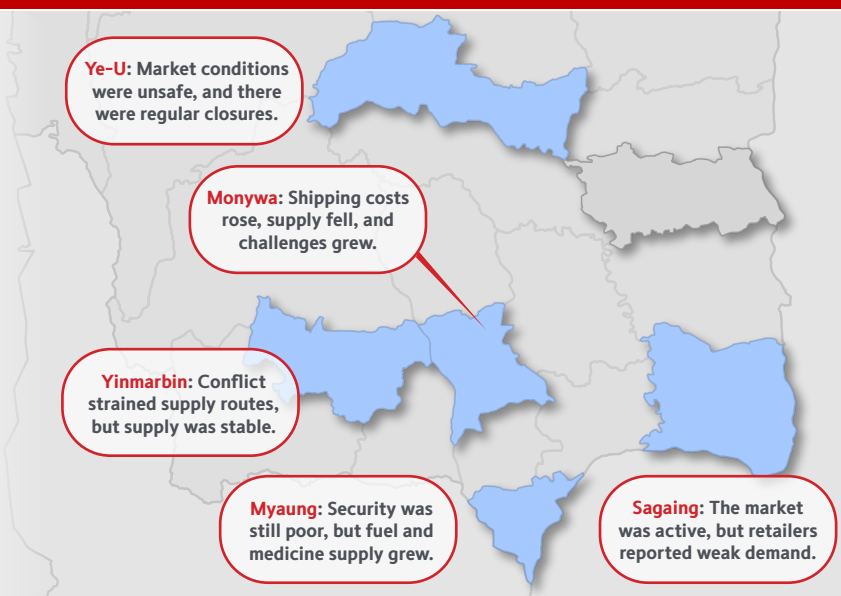 Ye-U: Market conditions
were unsafe, and there
were regular closures.
Monywa: Shipping costs
rose, supply fell, and
challenges grew.
Yinmarbin: Conflict
strained supply routes,
but supply was stable.
Myaung: Security was
still poor, but fuel and
medicine supply grew.
Sagaing: The market
was active, but retailers
reported weak demand.